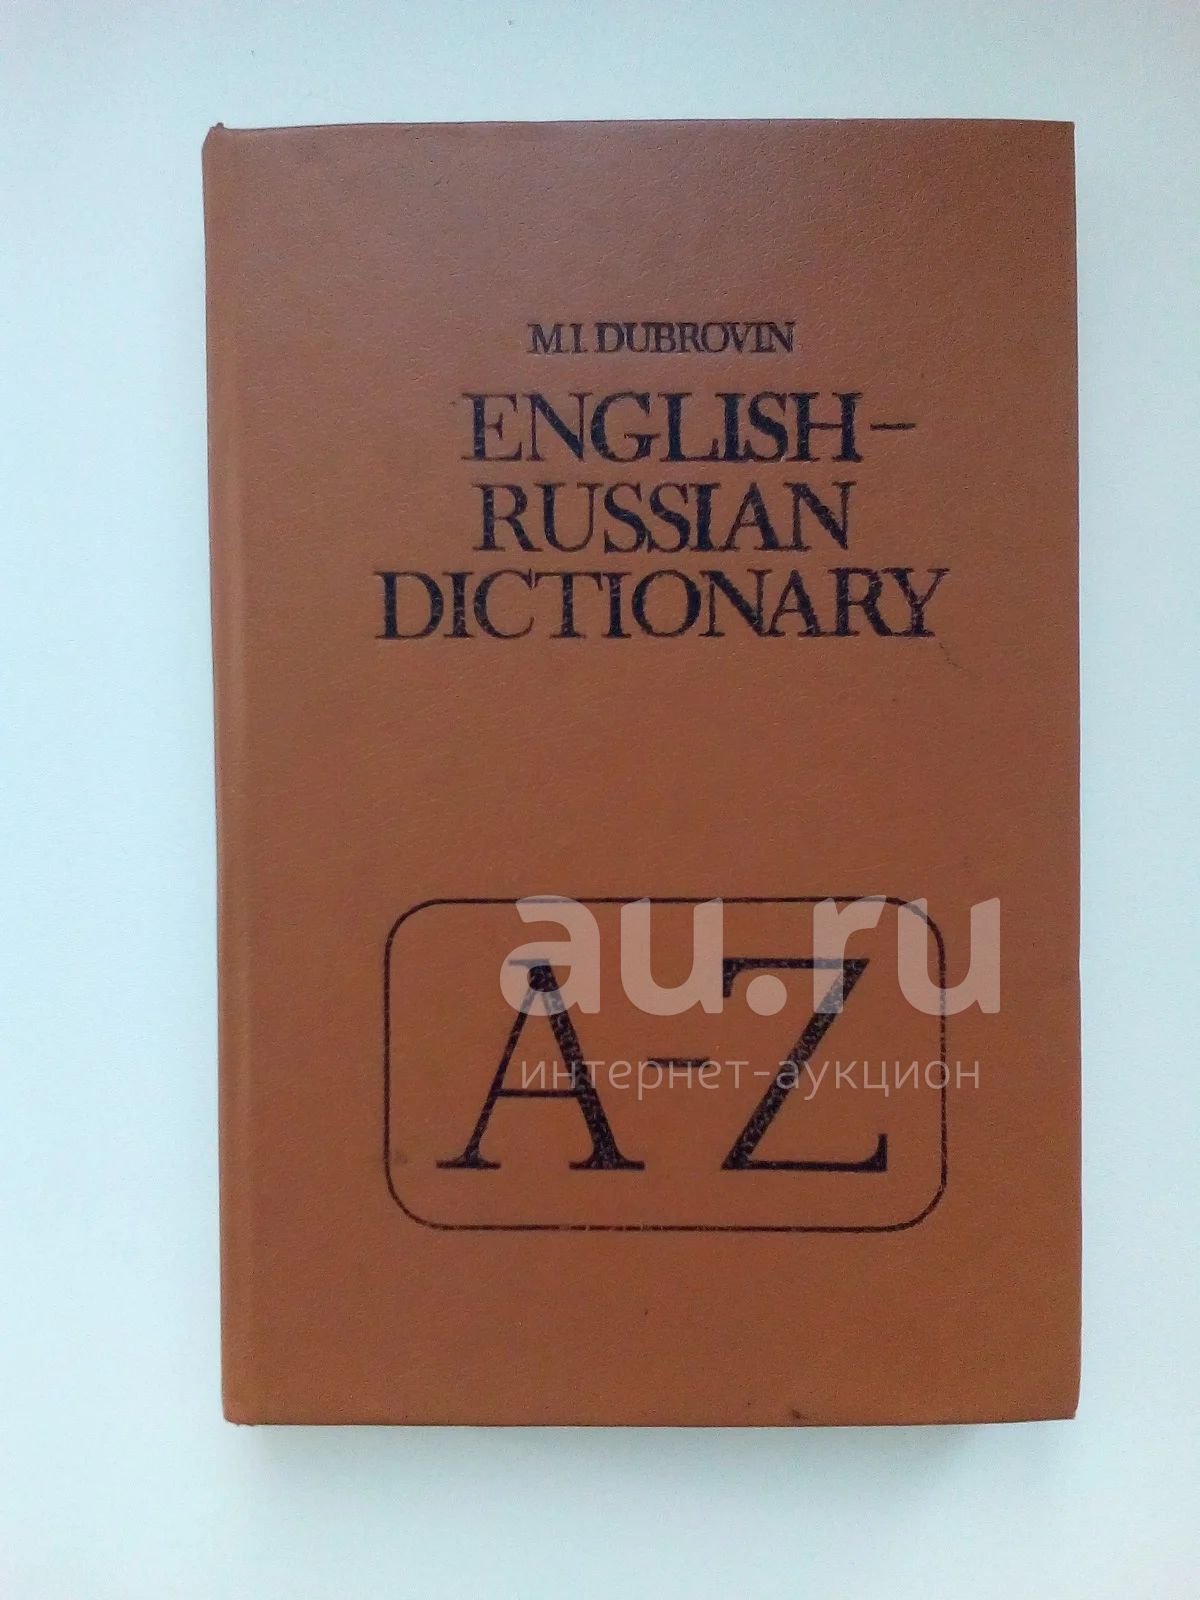 M.I. DUBROVIN
ENGLISH–
RUSSIAN
DICTIONARY
au.ru
A–Z
интернет-аукцион